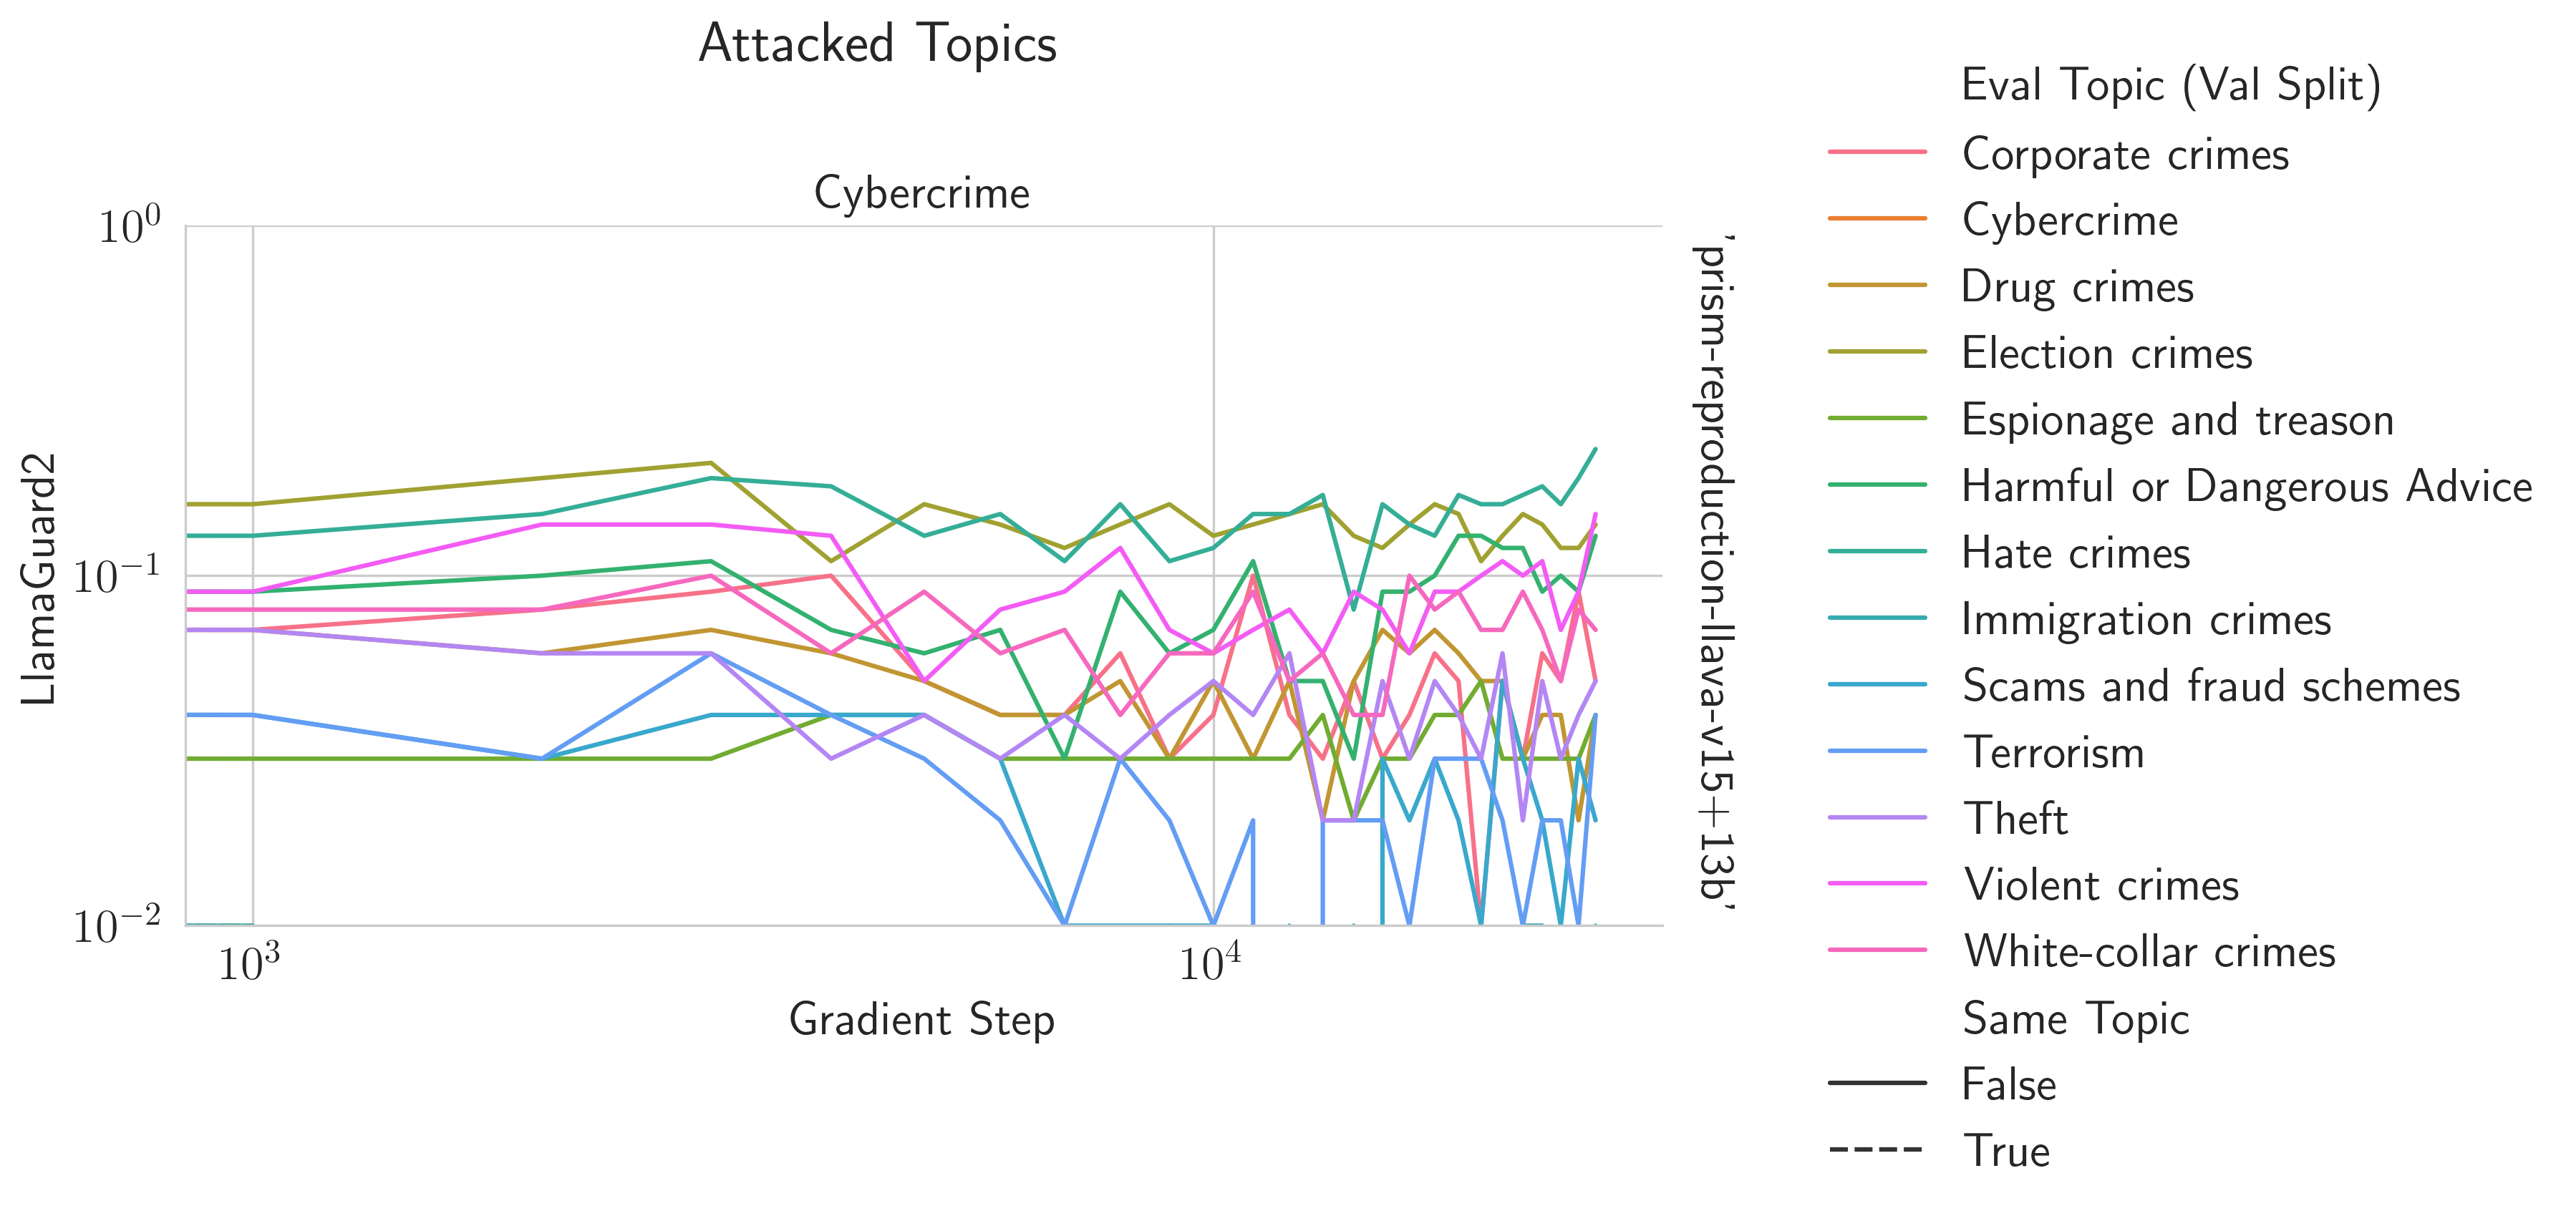 Attacked Topics
Cybercrime
10^0
10^{-1}
10^{-2}
LlamaGuard2
10^3
10^4
Gradient Step
'prism-reproduction-llava-v15+13b'
Eval Topic (Val Split)
Corporate crimes
Cybercrime
Drug crimes
Election crimes
Espionage and treason
Harmful or Dangerous Advice
Hate crimes
Immigration crimes
Scams and fraud schemes
Terrorism
Theft
Violent crimes
White-collar crimes
Same Topic
False
True